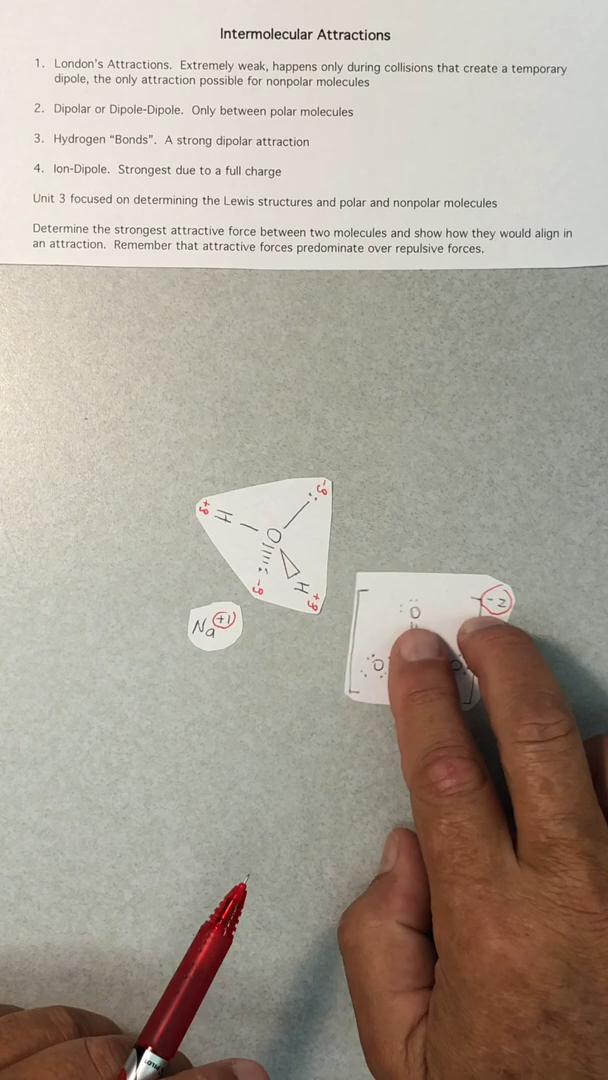 Intermolecular Attractions
1. London's Attractions. Extremely weak, happens only during collisions that create a temporary
dipole, the only attraction possible for nonpolar molecules
2. Dipolar or Dipole-Dipole. Only between polar molecules
3. Hydrogen “Bonds”. A strong dipolar attraction
4. Ion-Dipole. Strongest due to a full charge
Unit 3 focused on determining the Lewis structures and polar and nonpolar molecules
Determine the strongest attractive force between two molecules and show how they would align in
an attraction. Remember that attractive forces predominate over repulsive forces.
-δ
+δ
H
O
-δ
H
+δ
Na +1
-2
O
O
PILOT